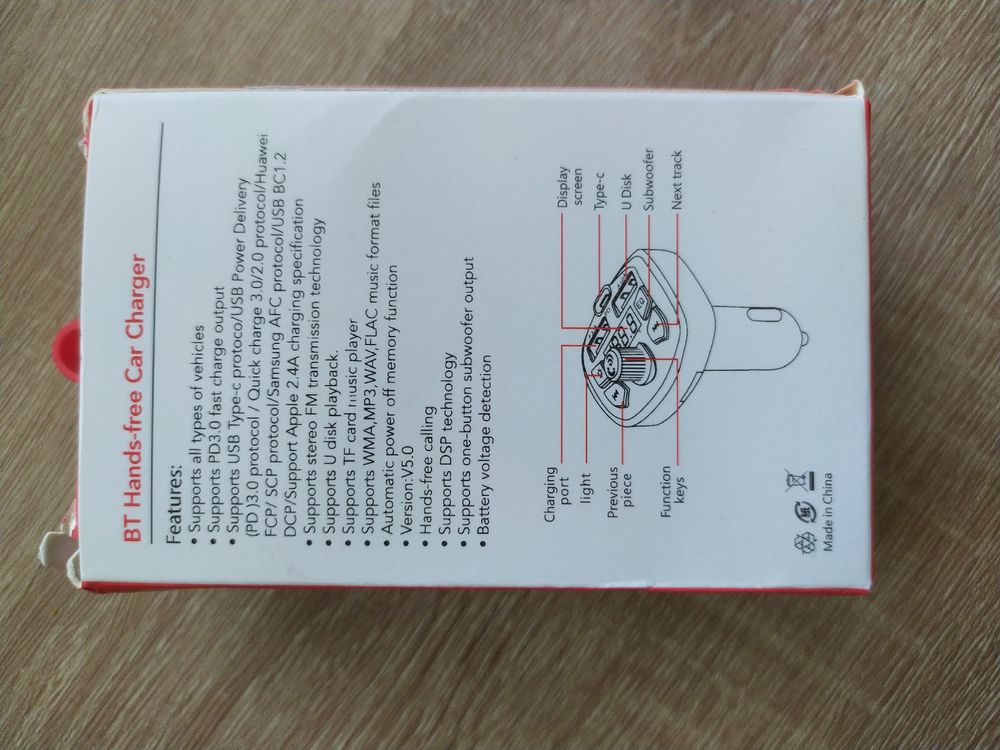 BT Hands-free Car Charger
Features:
• Supports all types of vehicles
• Supports PD3.0 fast charge output
• Supports USB Type-c protoco/USB Power Delivery
(PD )3.0 protocol / Quick charge 3.0/2.0 protocol/Huawei
FCP/ SCP protocol/Samsung AFC protocol/USB BC1.2
DCP/Support Apple 2.4A charging specification
• Supports stereo FM transmission technology
• Supports U disk playback.
• Supports TF card music player
• Supports WMA,MP3,WAV,FLAC music format files
• Automatic power off memory function
• Version:V5.0
• Hands-free calling
• Supports DSP technology
• Supports one-button subwoofer output
• Battery voltage detection
Charging
port
light
Previous
piece
Function
keys
Display
screen
Type-c
U Disk
Subwoofer
Next track
EQ
Made in China